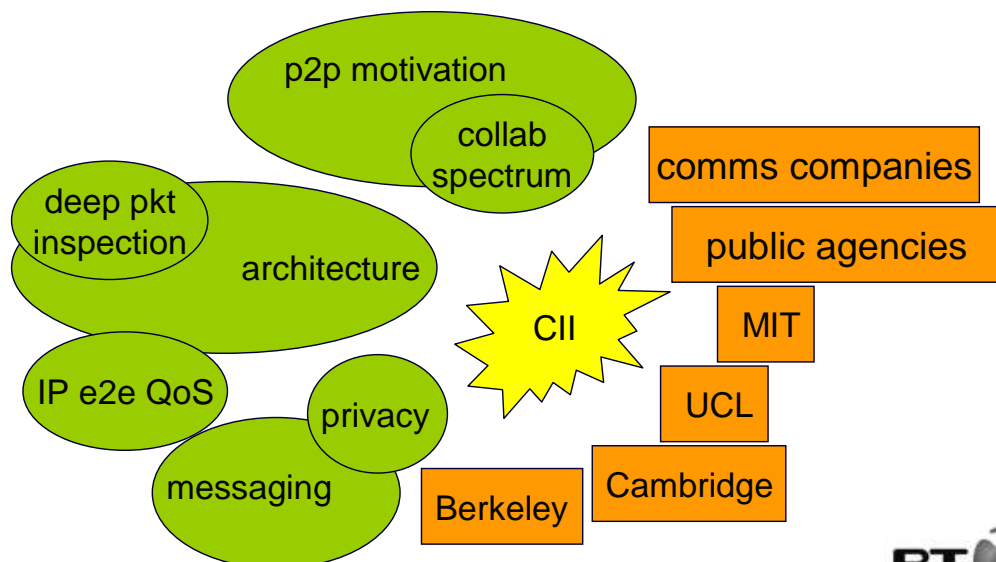 p2p motivation
collab
spectrum
comms companies
deep pkt
inspection
public agencies
architecture
CII
MIT
IP e2e QoS
privacy
UCL
messaging
Cambridge
Berkeley
BT